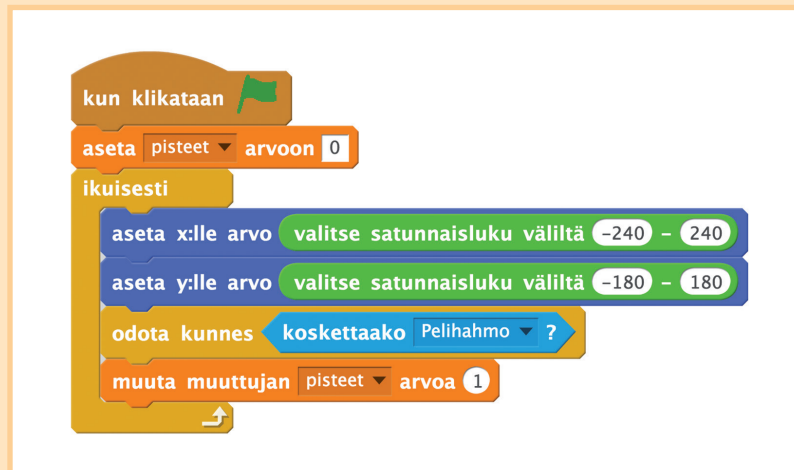 kun klikataan
aseta pisteet arvoon 0
ikuisesti
aseta x:lle arvo valitse satunnaisluku väliltä -240 - 240
aseta y:lle arvo valitse satunnaisluku väliltä -180 - 180
odota kunnes koskettaako Pelihahmo ?
muuta muuttujan pisteet arvoa 1